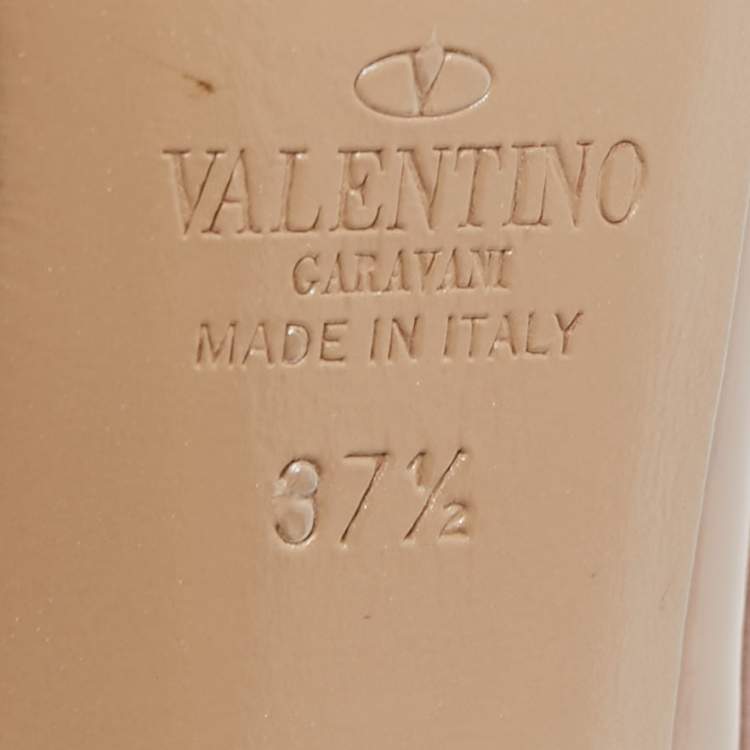 V
VALENTINO
GARAVANI
MADE IN ITALY
37½